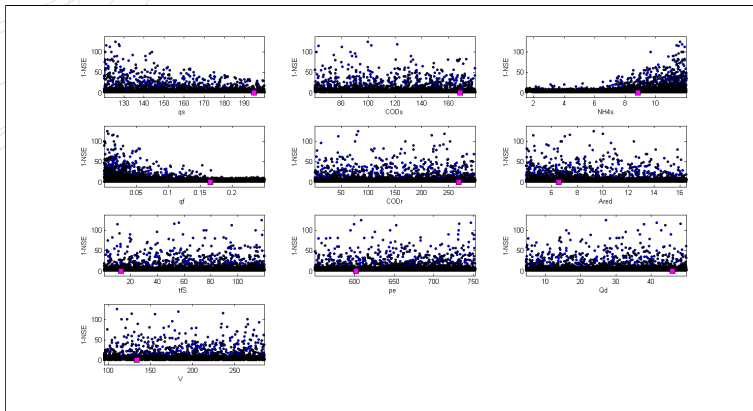 1-NSE
100
50
0
130 140 150 160 170 180 190
qs
1-NSE
100
50
0
80 100 120 140 160 180
CODs
1-NSE
100
50
0
2 4 6 8 10
NH4s
1-NSE
100
50
0
0.05 0.1 0.15 0.2
qf
1-NSE
100
50
0
50 100 150 200 250
CODr
1-NSE
100
50
0
6 8 10 12 14 16
Ared
1-NSE
100
50
0
20 40 60 80 100
tfS
1-NSE
100
50
0
600 650 700 750
pe
1-NSE
100
50
0
10 20 30 40
Qd
1-NSE
100
50
0
100 150 200 250
V